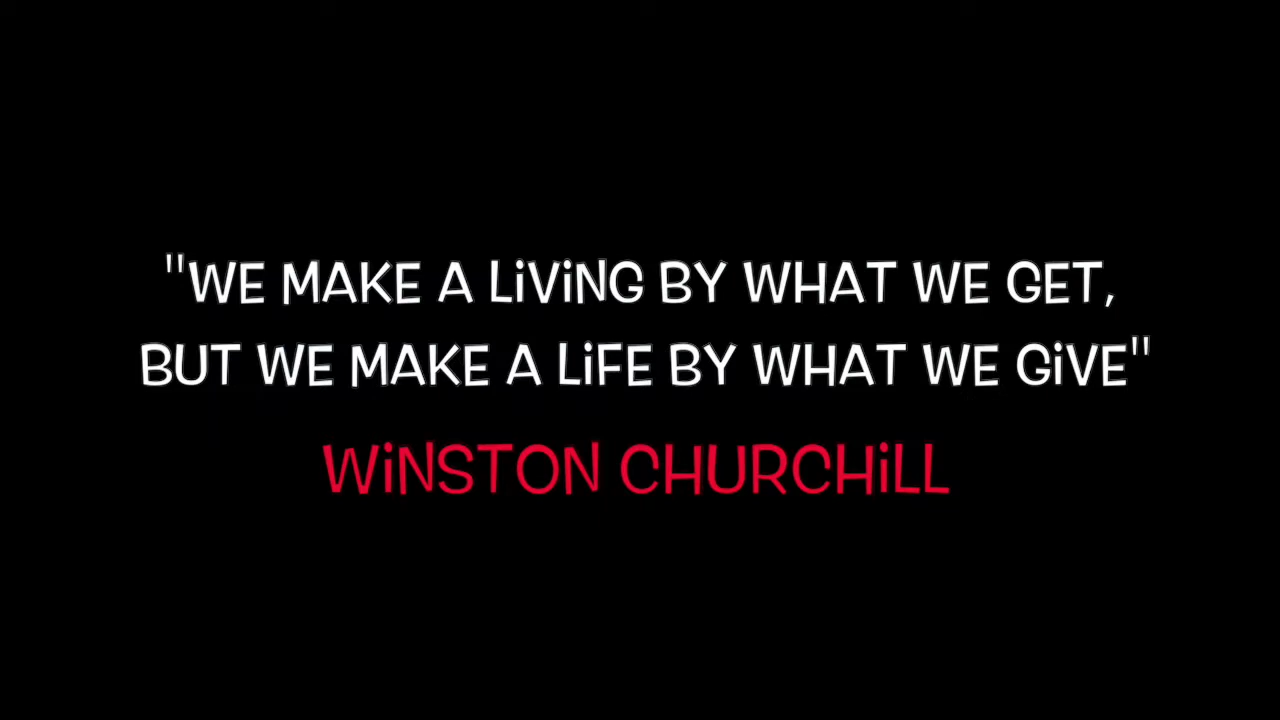 "WE MAKE A LiViNG BY WHAT WE GET,
BUT WE MAKE A LiFE BY WHAT WE GiVE"
WiNSTON CHURCHiLL